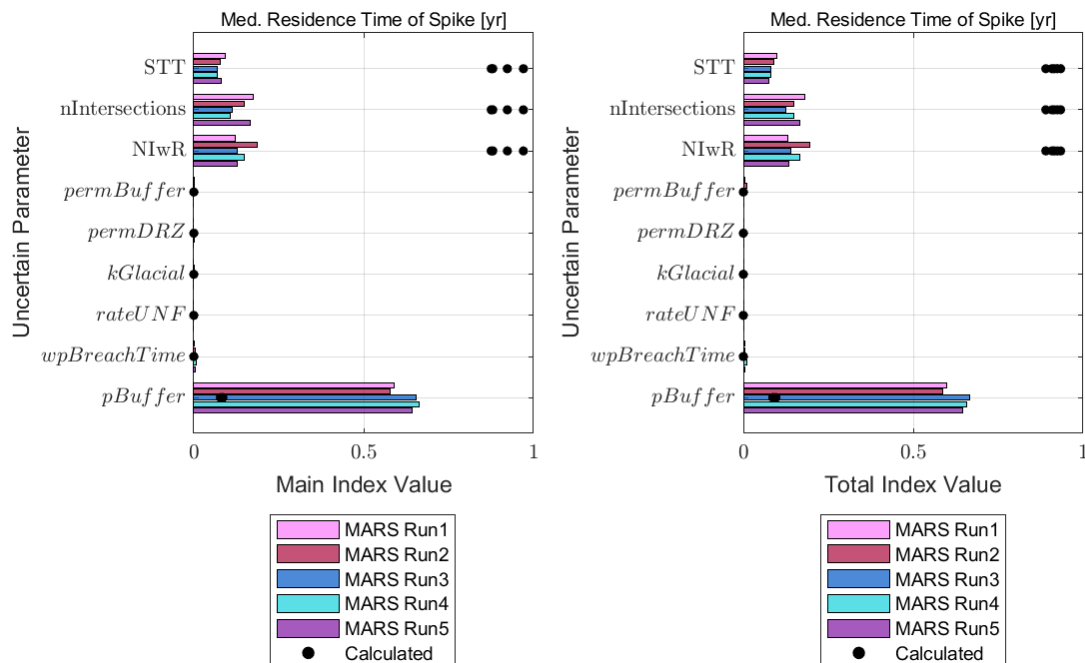 Med. Residence Time of Spike [yr]
Uncertain Parameter
STT
nIntersections
NIwR
permBuffer
permDRZ
kGlacial
rateUNF
wpBreachTime
pBuffer
0 0.5 1
Main Index Value
MARS Run1
MARS Run2
MARS Run3
MARS Run4
MARS Run5
Calculated
Med. Residence Time of Spike [yr]
Uncertain Parameter
STT
nIntersections
NIwR
permBuffer
permDRZ
kGlacial
rateUNF
wpBreachTime
pBuffer
0 0.5 1
Total Index Value
MARS Run1
MARS Run2
MARS Run3
MARS Run4
MARS Run5
Calculated